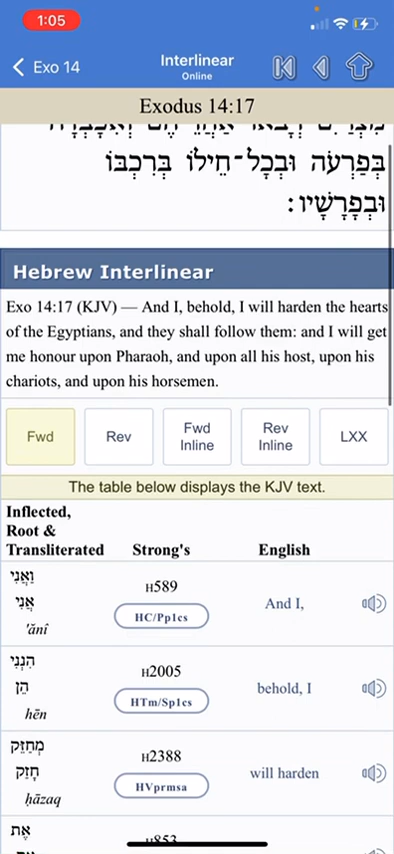 1:05
Exo 14
Interlinear
Online
Exodus 14:17
בְּפַרְעֹה וּבְכָל־חֵילוֹ בְּרִכְבּוֹ
וּבְפָרָשָׁיו׃
Hebrew Interlinear
Exo 14:17 (KJV) — And I, behold, I will harden the hearts
of the Egyptians, and they shall follow them: and I will get
me honour upon Pharaoh, and upon all his host, upon his
chariots, and upon his horsemen.
Fwd
Rev
Fwd
Inline
Rev
Inline
LXX
The table below displays the KJV text.
Inflected,
Root &
Transliterated Strong's English
וַאֲנִי
אֲנִי
'ănî
H589
HC/Pp1cs
And I,
הִנְנִי
הֵן
hēn
H2005
HTm/Sp1cs
behold, I
מְחַזֵּק
חָזַק
ḥāzaq
H2388
HVprmsa
will harden
אֶת
H853